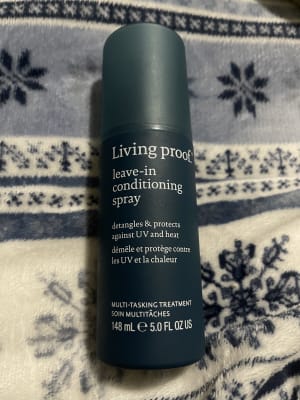 Living proof.
leave-in
conditioning
spray
detangles & protects
against UV and heat
démêle et protège contre
les UV et la chaleur
MULTI-TASKING TREATMENT
SOIN MULTITÂCHES
148 mL ℮ 5.0 FL OZ US